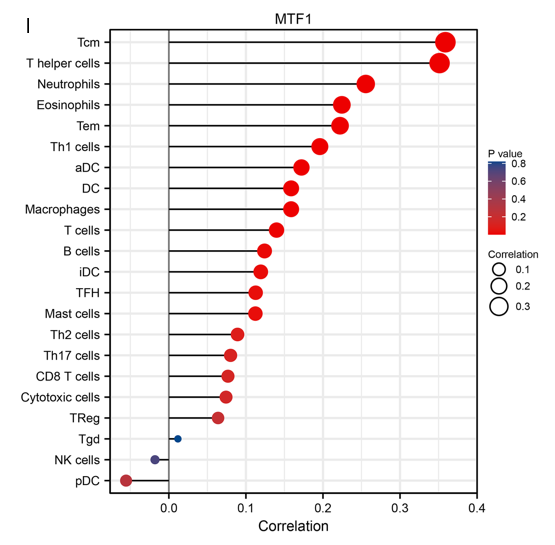 I
MTF1
Tcm
T helper cells
Neutrophils
Eosinophils
Tem
Th1 cells
aDC
DC
Macrophages
T cells
B cells
iDC
TFH
Mast cells
Th2 cells
Th17 cells
CD8 T cells
Cytotoxic cells
TReg
Tgd
NK cells
pDC
0.0 0.1 0.2 0.3 0.4
Correlation
P value
0.8
0.6
0.4
0.2
Correlation
0.1
0.2
0.3